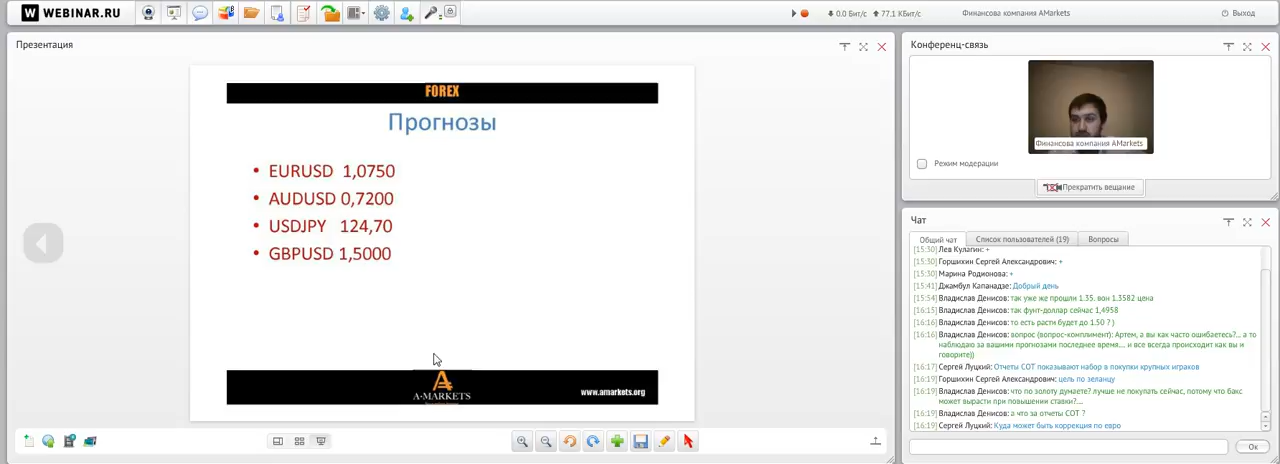 WEBINAR.RU
0.0 Бит/с 77.1 КБит/с
Финансова компания AMarkets
Выход
Презентация
FOREX
Прогнозы
• EURUSD 1,0750
• AUDUSD 0,7200
• USDJPY 124,70
• GBPUSD 1,5000
A-MARKETS
www.amarkets.org
Конференц-связь
Финансова компания AMarkets
Режим модерации
Прекратить вещание
Чат
Общий чат Список пользователей (19) Вопросы
[15:30] Лев Кулагин: +
[15:30] Горшихин Сергей Александрович: +
[15:30] Марина Родионова: +
[15:41] Джамбул Капанадзе: Добрый день
[15:54] Владислав Денисов: так уже же прошли 1.35. вон 1.3582 цена
[16:15] Владислав Денисов: так фунт-доллар сейчас 1,4958
[16:16] Владислав Денисов: то есть расти будет до 1.50 ? )
[16:16] Владислав Денисов: вопрос (вопрос-комплимент): Артем, а вы как часто ошибаетесь?... а то
наблюдаю за вашими прогнозами последнее время.... и все всегда происходит как вы и
говорите))
[16:17] Сергей Луцкий: Отчеты СОТ показывают набор в покупки крупных играков
[16:19] Горшихин Сергей Александрович: цель по зеланцу
[16:19] Владислав Денисов: что по золоту думаете? лучше не покупать сейчас, потому что бакс
может вырасти при повышении ставки?....
[16:19] Владислав Денисов: а что за отчеты СОТ ?
[16:19] Сергей Луцкий: Куда может быть коррекция по евро
Ок